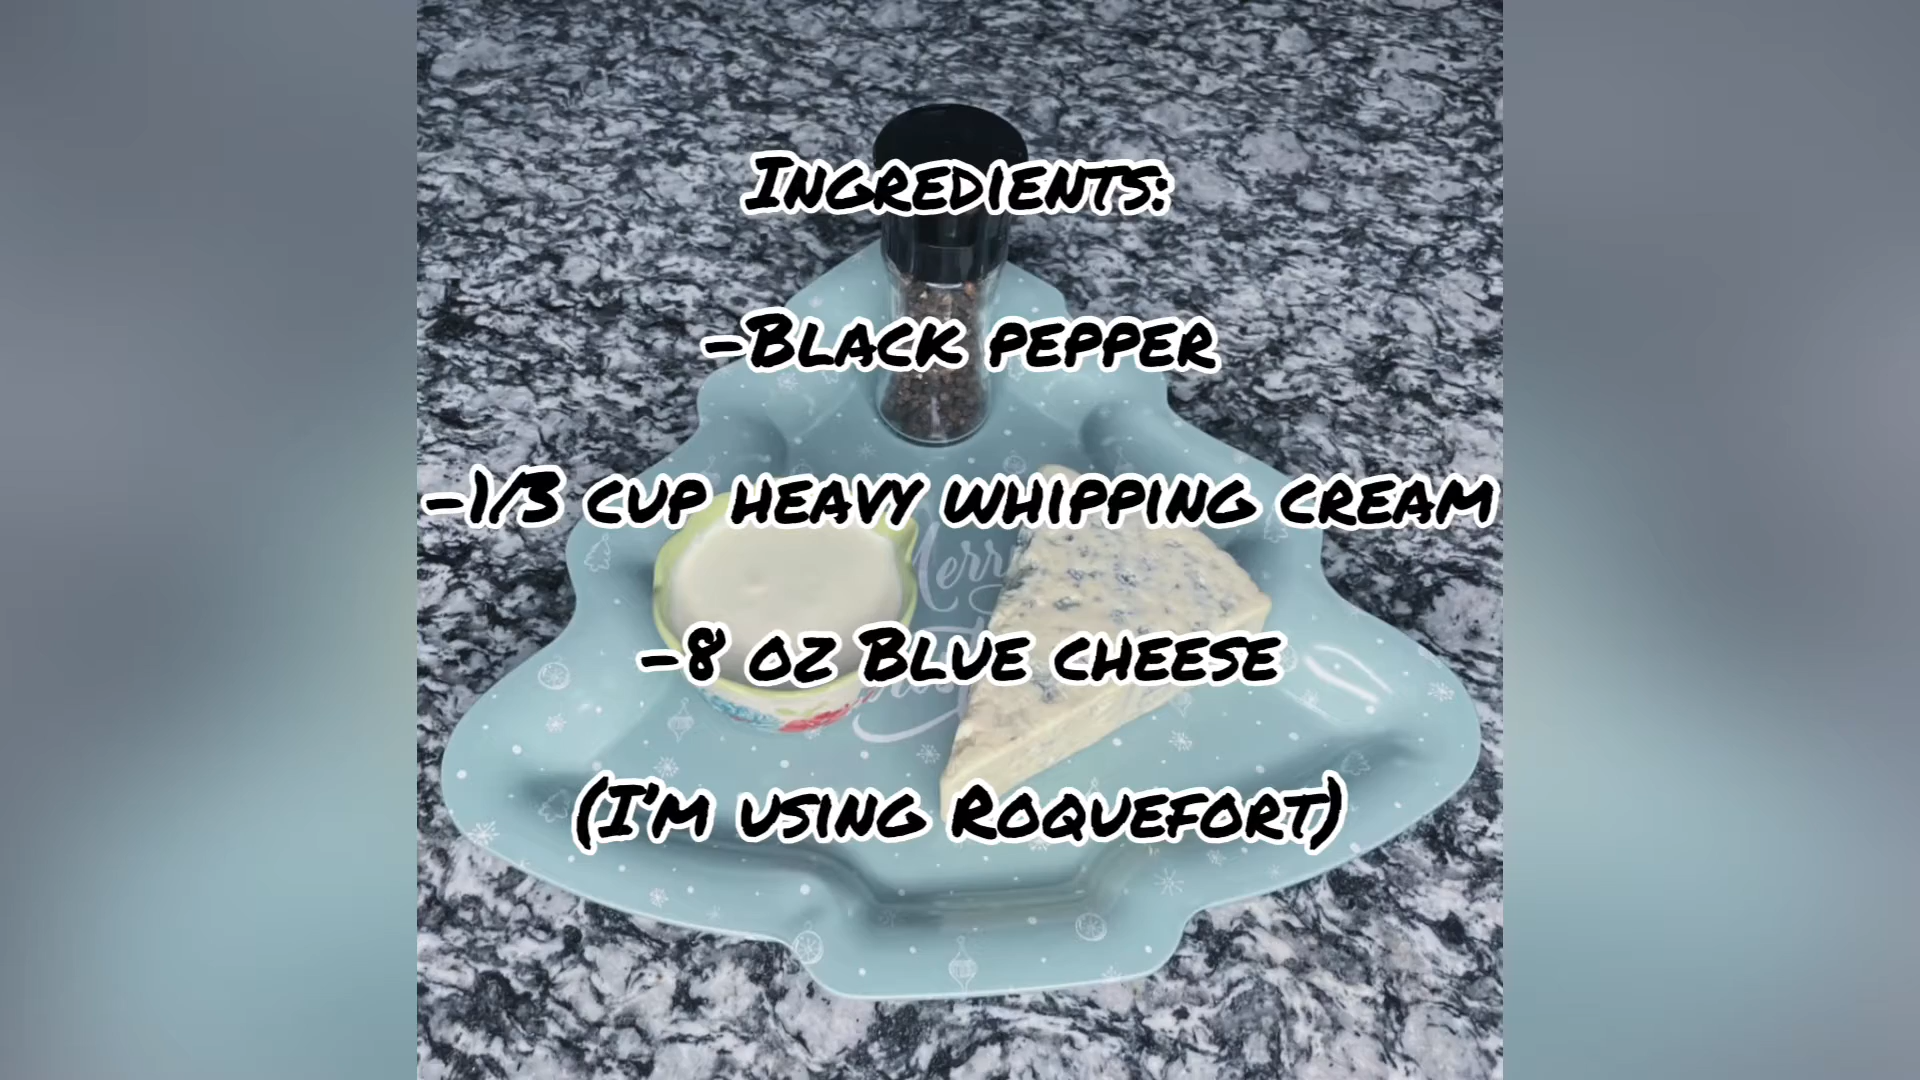 Ingredients:
-Black pepper
-1/3 cup heavy whipping cream
-8 oz Blue cheese
(I'm using Roquefort)